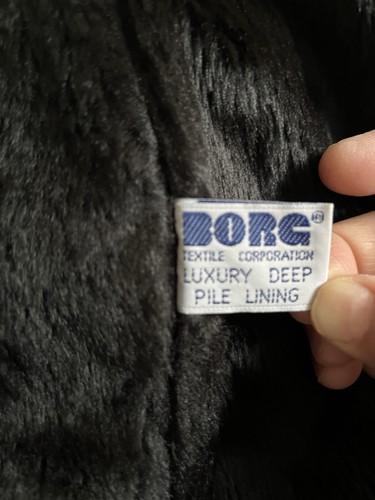 BORG®
TEXTILE CORPORATION
LUXURY DEEP
PILE LINING